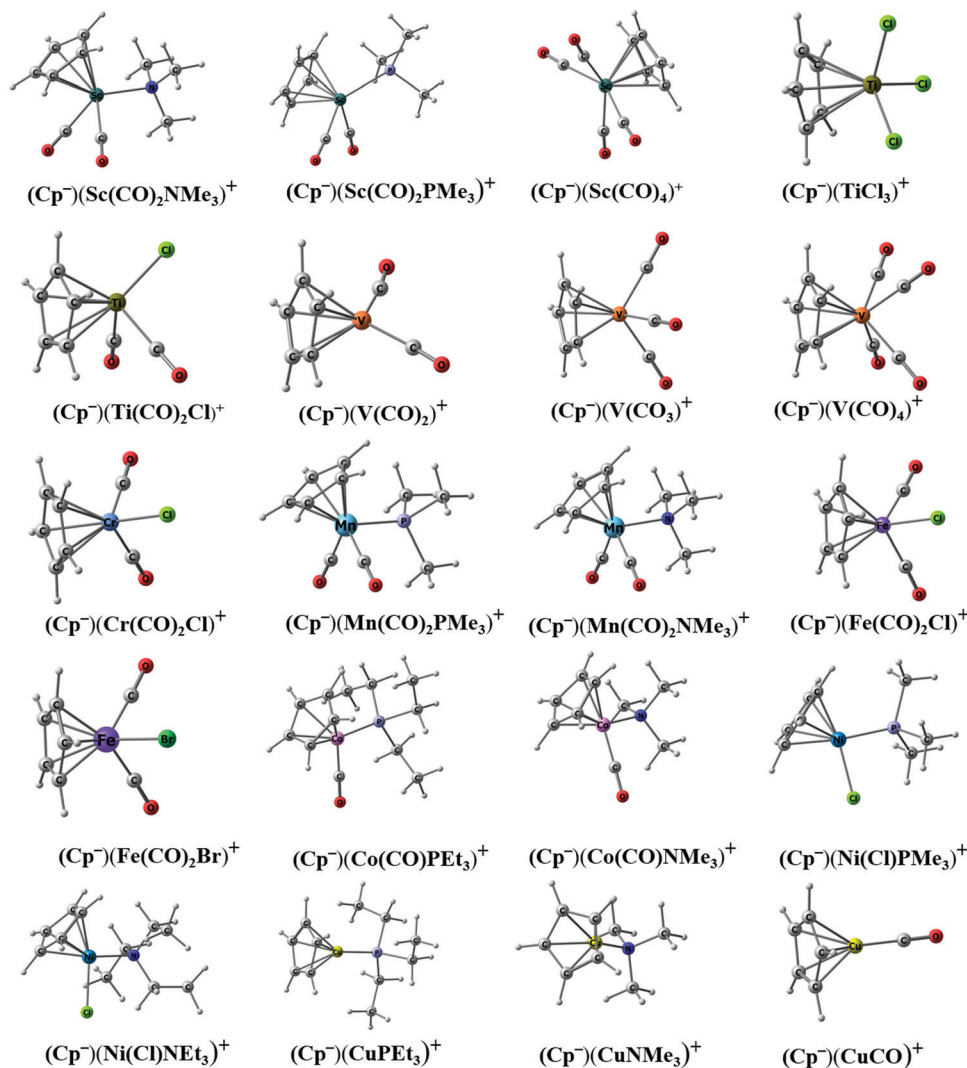 (Cp⁻)(Sc(CO)₂NMe₃)⁺
(Cp⁻)(Sc(CO)₂PMe₃)⁺
(Cp⁻)(Sc(CO)₄)⁺
(Cp⁻)(TiCl₃)⁺
(Cp⁻)(Ti(CO)₂Cl)⁺
(Cp⁻)(V(CO)₂)⁺
(Cp⁻)(V(CO₃)⁺
(Cp⁻)(V(CO)₄)⁺
(Cp⁻)(Cr(CO)₂Cl)⁺
(Cp⁻)(Mn(CO)₂PMe₃)⁺
(Cp⁻)(Mn(CO)₂NMe₃)⁺
(Cp⁻)(Fe(CO)₂Cl)⁺
(Cp⁻)(Fe(CO)₂Br)⁺
(Cp⁻)(Co(CO)PEt₃)⁺
(Cp⁻)(Co(CO)NMe₃)⁺
(Cp⁻)(Ni(Cl)PMe₃)⁺
(Cp⁻)(Ni(Cl)NEt₃)⁺
(Cp⁻)(CuPEt₃)⁺
(Cp⁻)(CuNMe₃)⁺
(Cp⁻)(CuCO)⁺